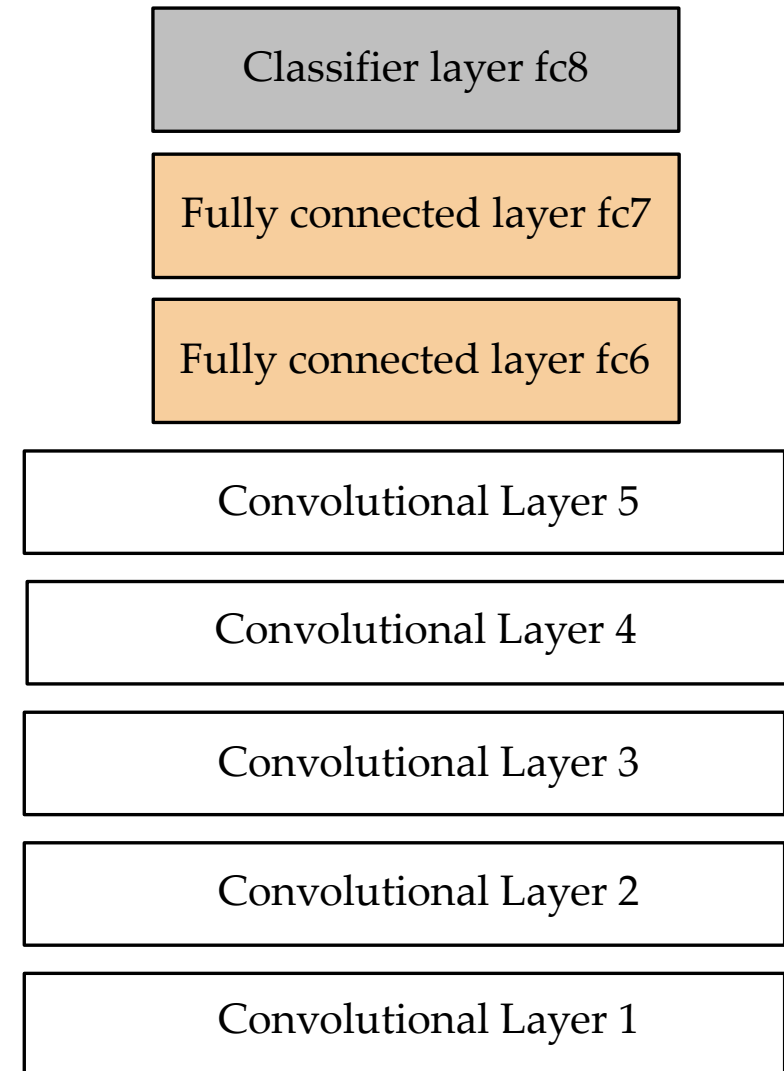 Classifier layer fc8
Fully connected layer fc7
Fully connected layer fc6
Convolutional Layer 5
Convolutional Layer 4
Convolutional Layer 3
Convolutional Layer 2
Convolutional Layer 1